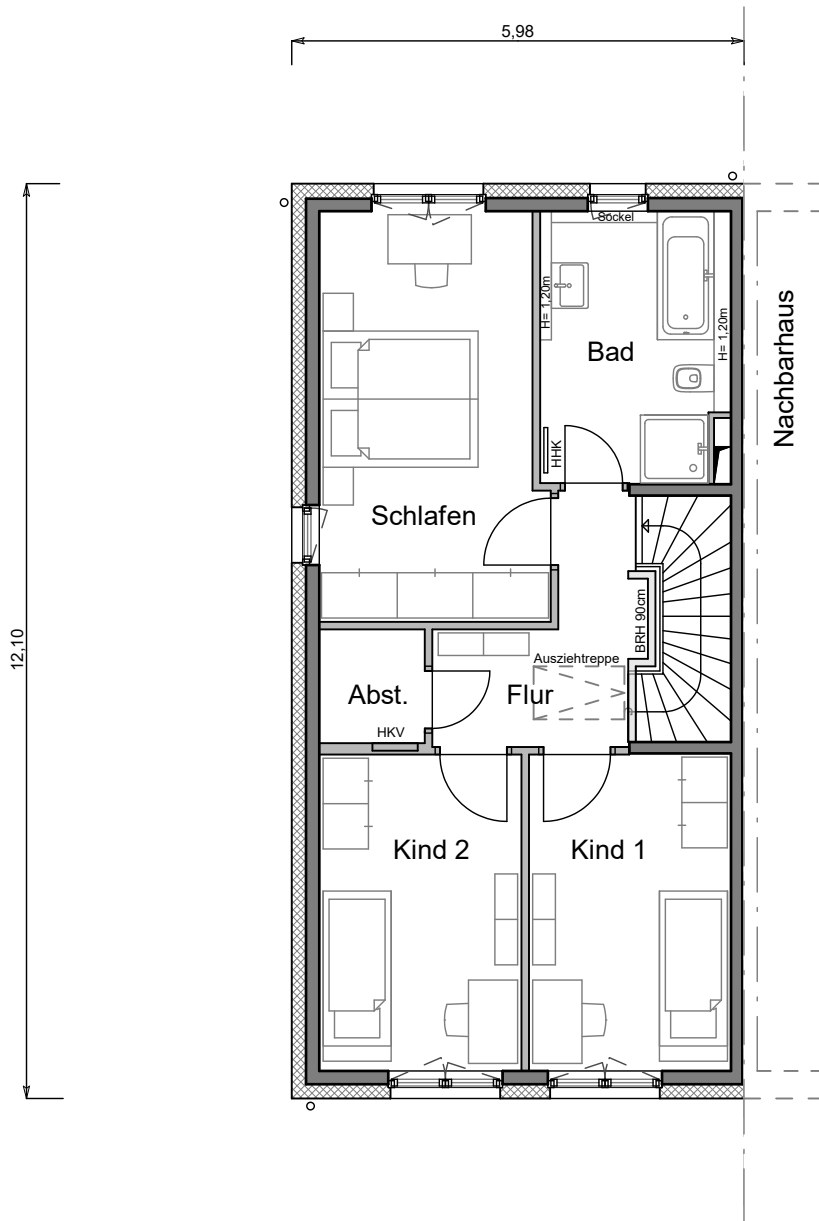 5,98
12,10
Sockel
H= 1,20m
H= 1,20m
Nachbarhaus
Bad
HHK
Schlafen
BRH 90cm
Ausziehtreppe
Abst.
Flur
HKV
Kind 2
Kind 1